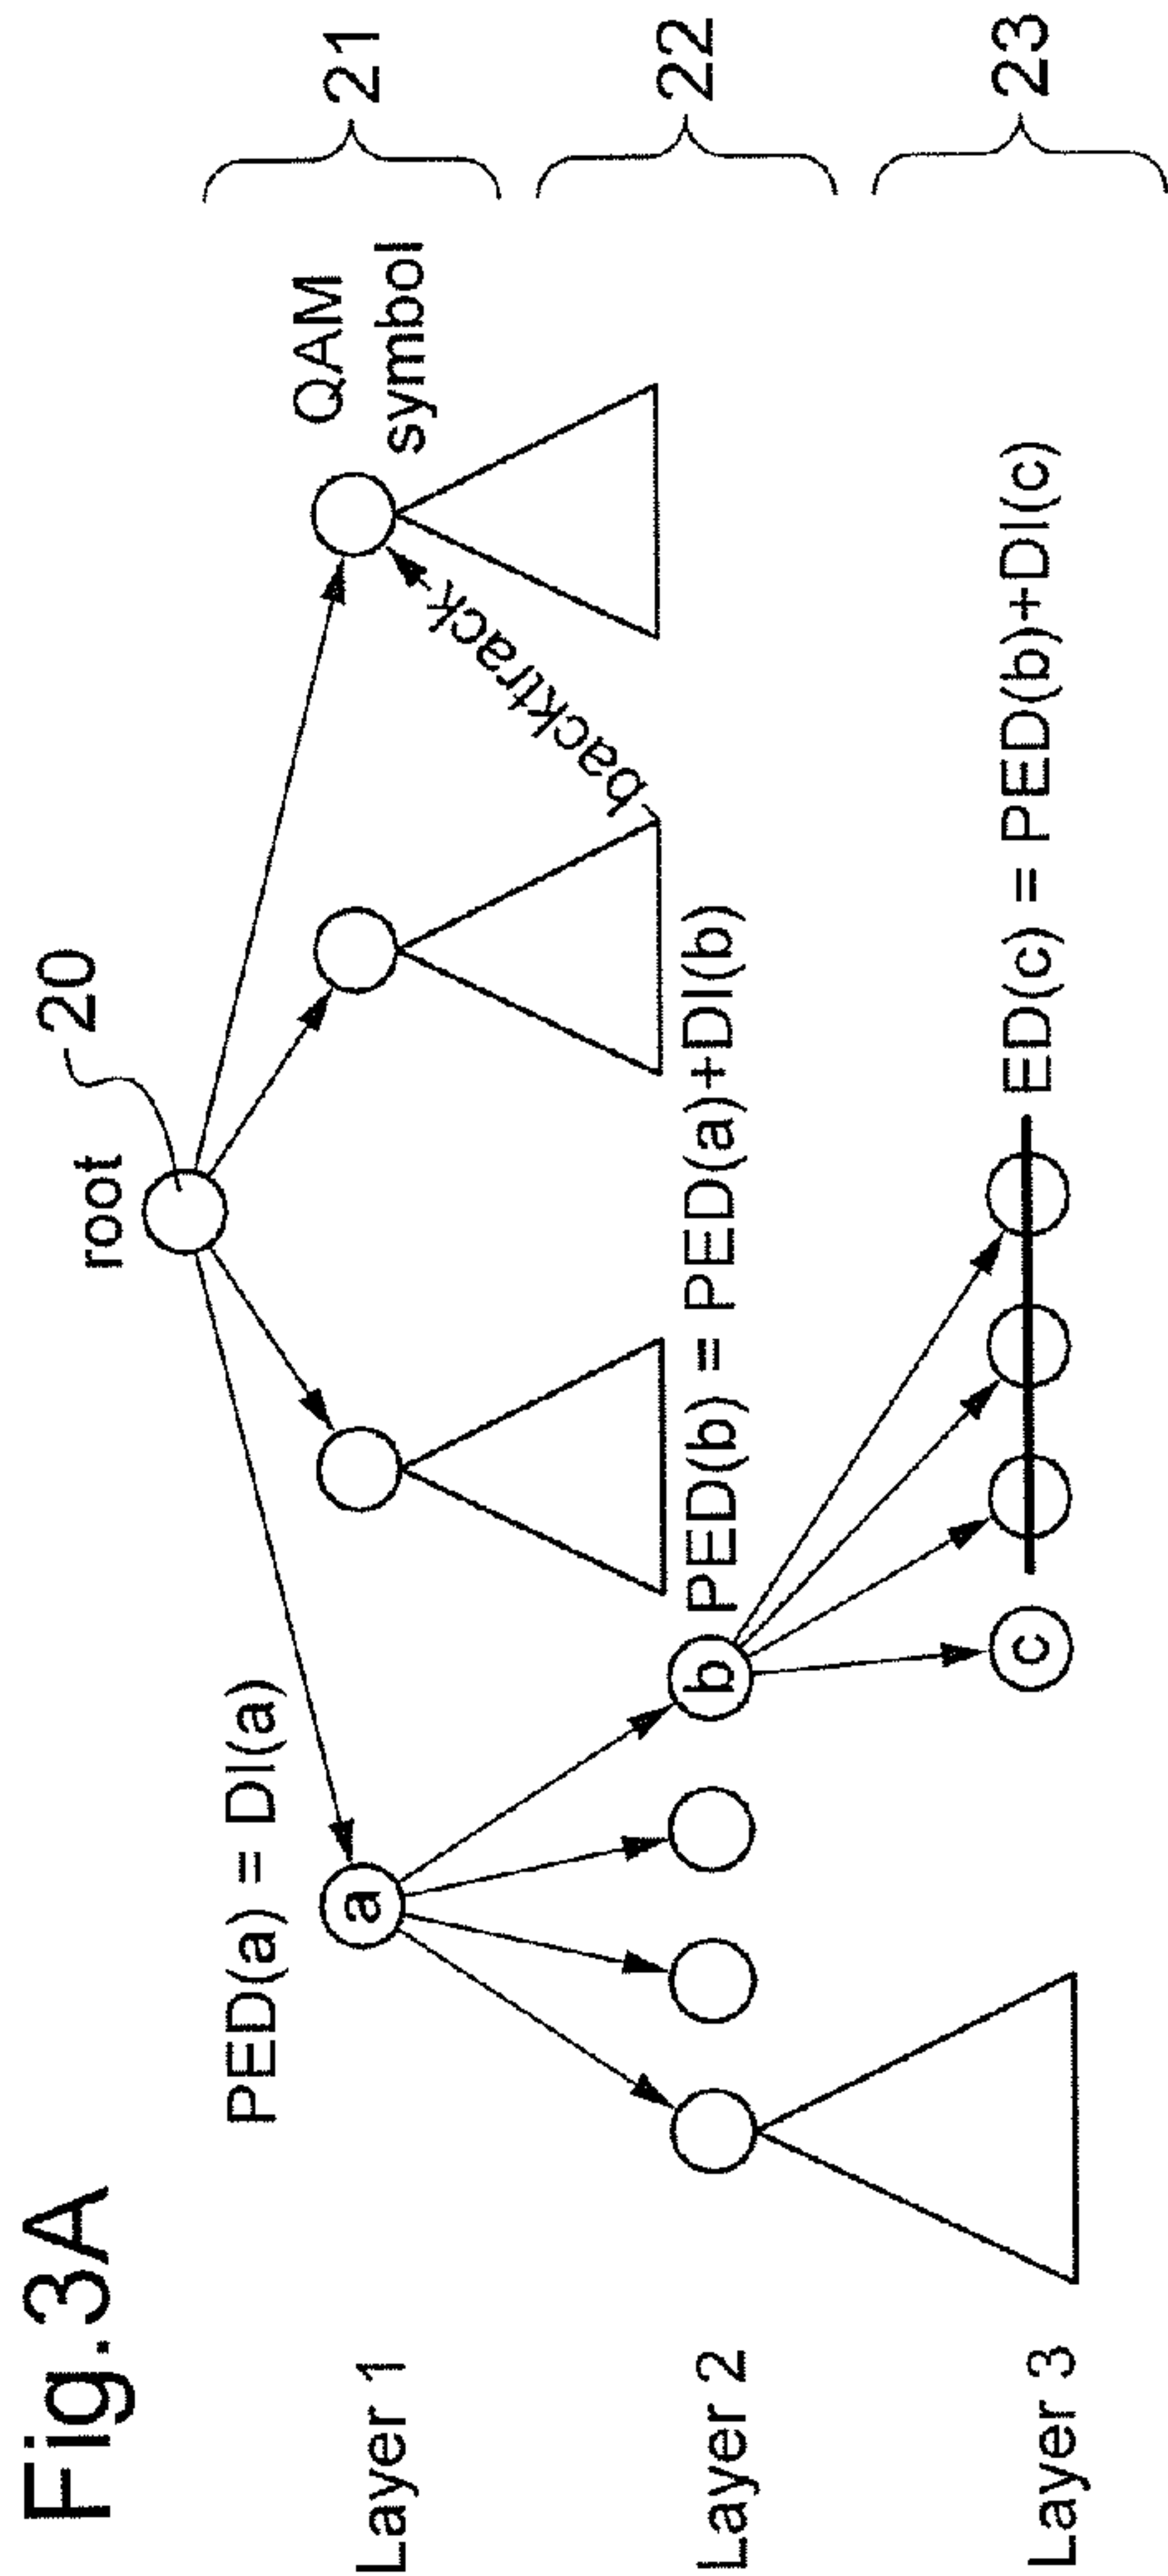 Fig.3A
root
20
PED(a) = DI(a)
QAM
symbol
21
Layer 1
a
backtrack
PED(b) = PED(a)+DI(b)
22
Layer 2
b
23
Layer 3
c
ED(c) = PED(b)+DI(c)